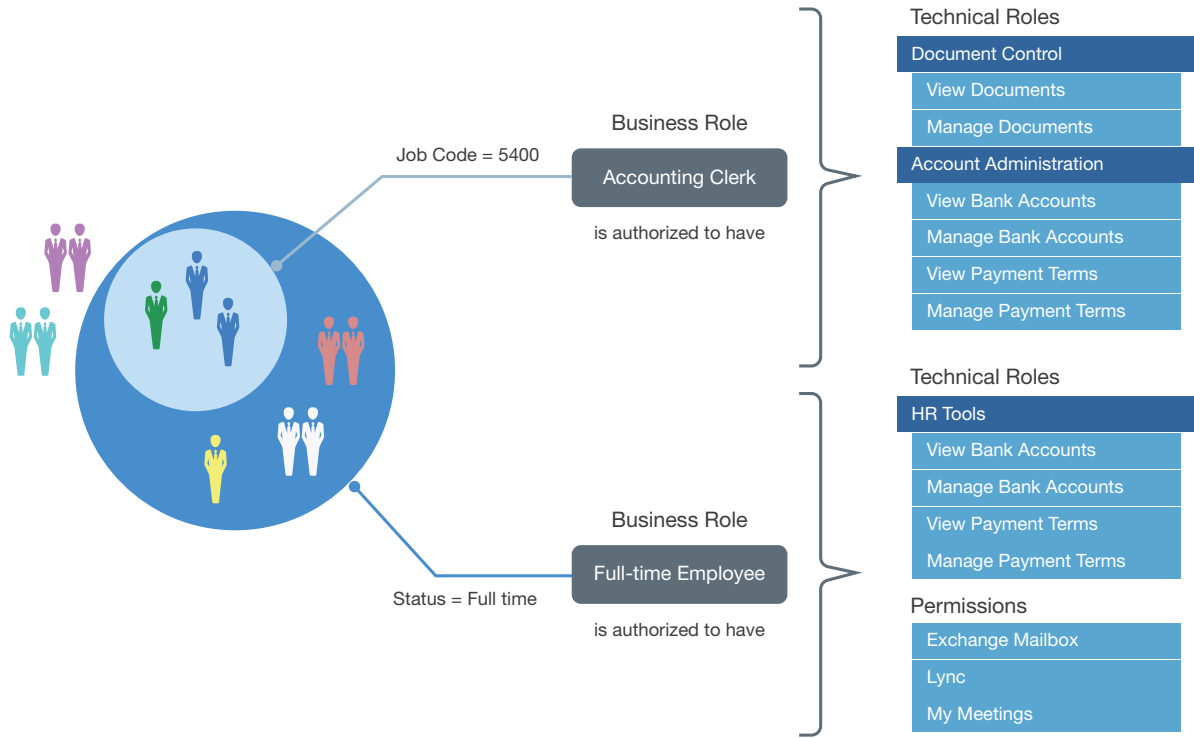 Technical Roles
Document Control
View Documents
Manage Documents
Account Administration
View Bank Accounts
Manage Bank Accounts
View Payment Terms
Manage Payment Terms
Business Role
Job Code = 5400
Accounting Clerk
is authorized to have
Technical Roles
HR Tools
View Bank Accounts
Manage Bank Accounts
View Payment Terms
Manage Payment Terms
Business Role
Full-time Employee
Status = Full time
is authorized to have
Permissions
Exchange Mailbox
Lync
My Meetings